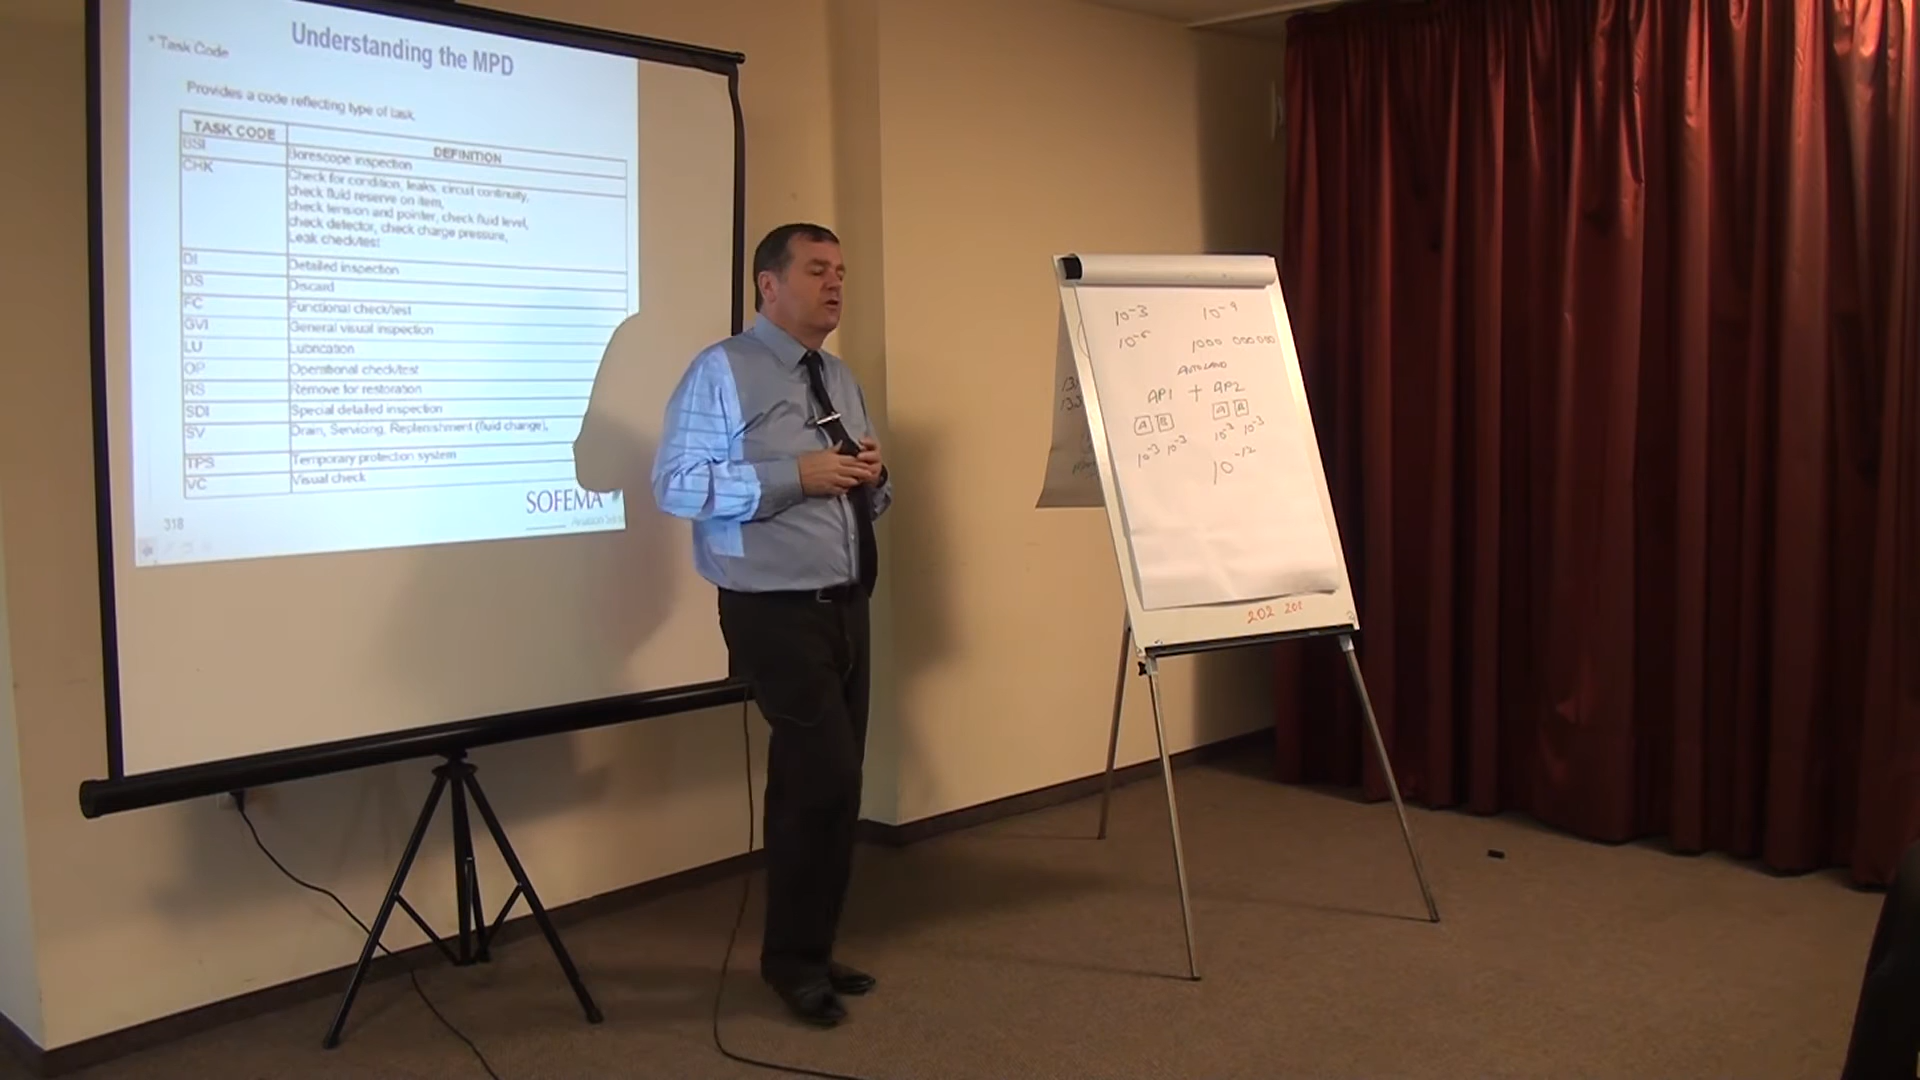 Understanding the MPD
* Task Code
Provides a code reflecting type of task
TASK CODE DEFINITION
BSI Borescope inspection
CHK Check for condition, leaks, circuit continuity,
check fluid reserve on item,
check tension and pointer, check fluid level,
check detector, check charge pressure,
Leak check/test
DI Detailed inspection
DS Discard
FC Functional check/test
GVI General visual inspection
LU Lubrication
OP Operational check/test
RS Remove for restoration
SDI Special detailed inspection
SV Drain, Servicing, Replenishment (fluid change),
TPS Temporary protection system
VC Visual check
318
SOFEMA
10⁻³ 10⁻⁹
1000 000 000
AUTOLAND
AP1 + AP2
A B A B
10⁻³ 10⁻³ 10⁻³ 10⁻³
10⁻¹²
202